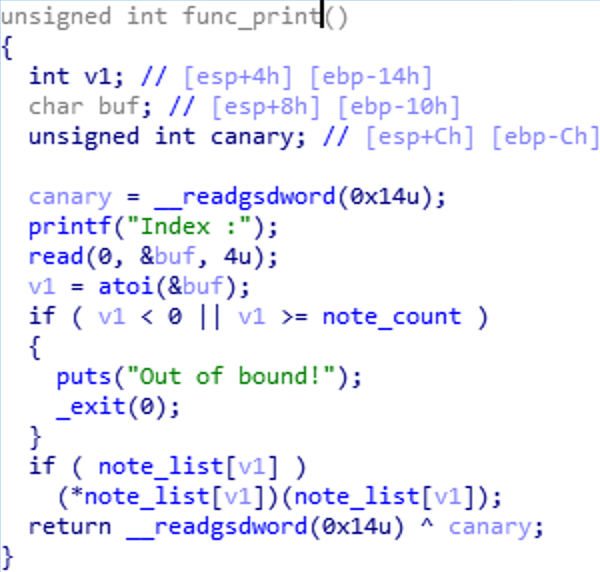 unsigned int func_print()
{
  int v1; // [esp+4h] [ebp-14h]
  char buf; // [esp+8h] [ebp-10h]
  unsigned int canary; // [esp+Ch] [ebp-Ch]

  canary = __readgsdword(0x14u);
  printf("Index :");
  read(0, &buf, 4u);
  v1 = atoi(&buf);
  if ( v1 < 0 || v1 >= note_count )
  {
    puts("Out of bound!");
    _exit(0);
  }
  if ( note_list[v1] )
    (*note_list[v1])(note_list[v1]);
  return __readgsdword(0x14u) ^ canary;
}